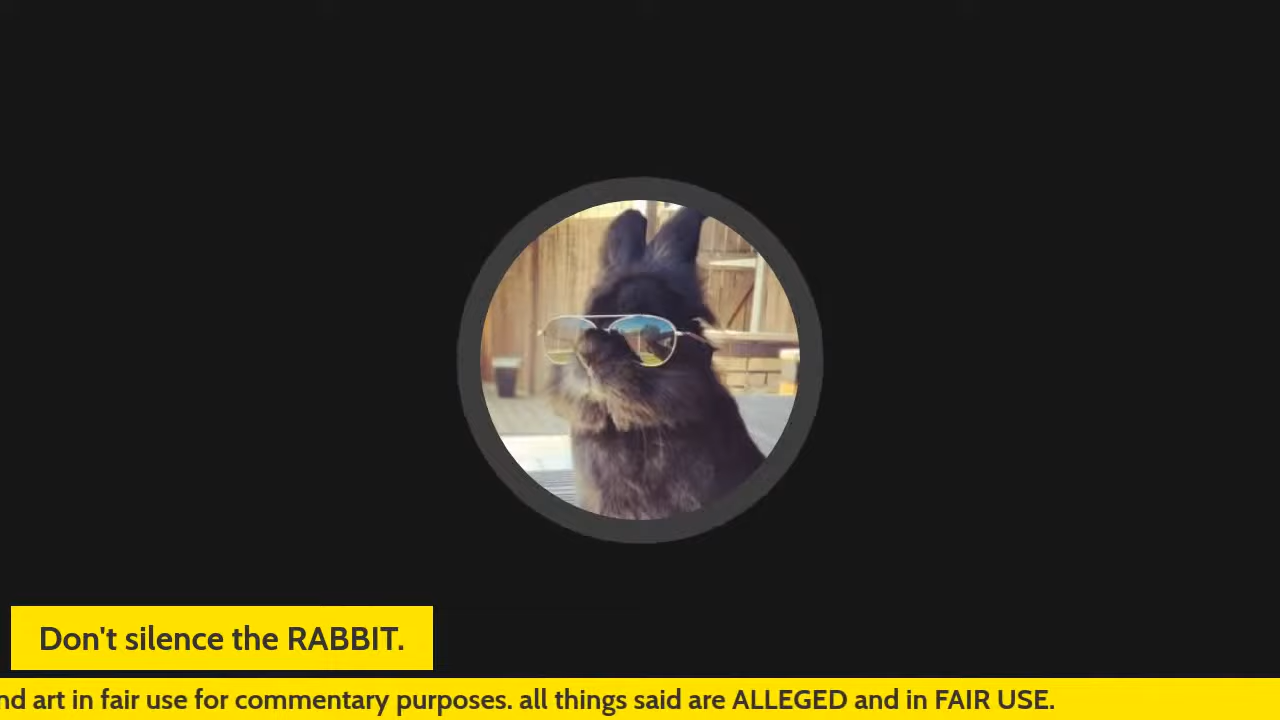 Don't silence the RABBIT.
nd art in fair use for commentary purposes. all things said are ALLEGED and in FAIR USE.